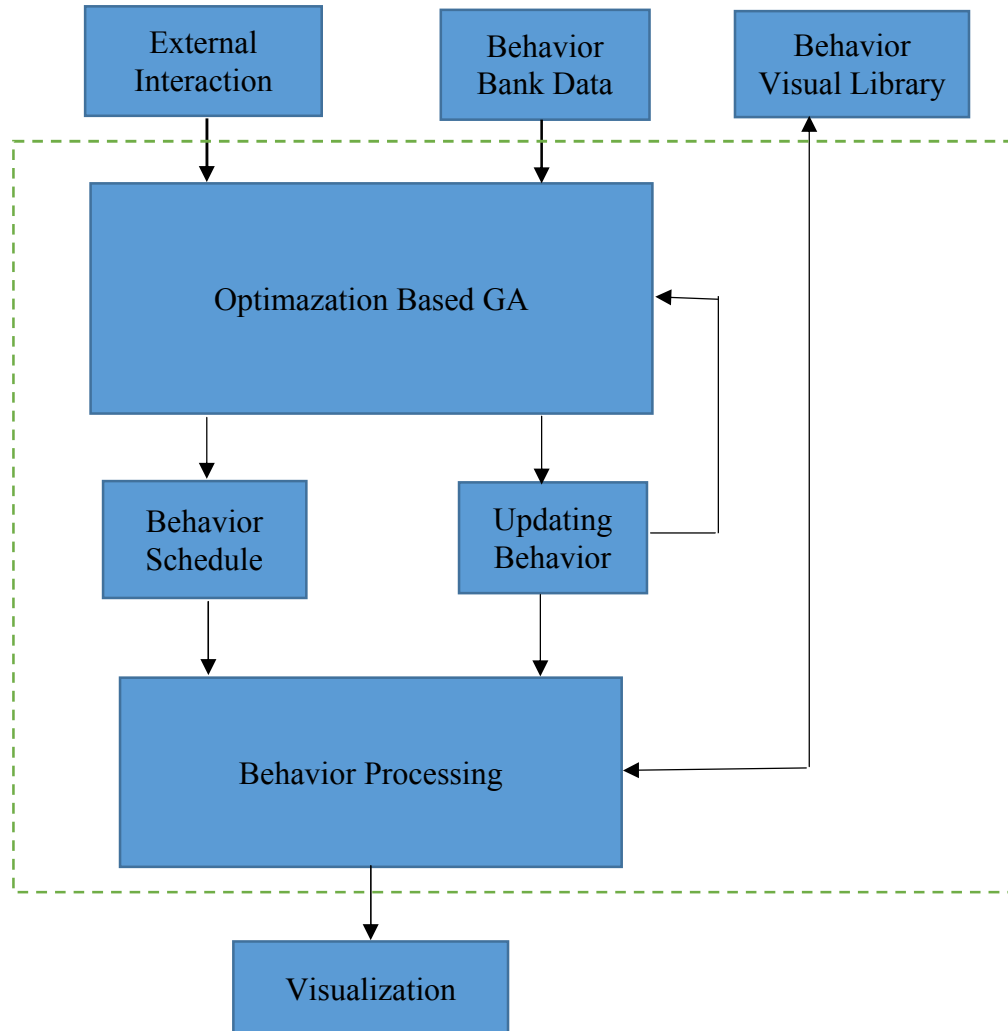 External
Interaction
Behavior
Bank Data
Behavior
Visual Library
Optimazation Based GA
Behavior
Schedule
Updating
Behavior
Behavior Processing
Visualization